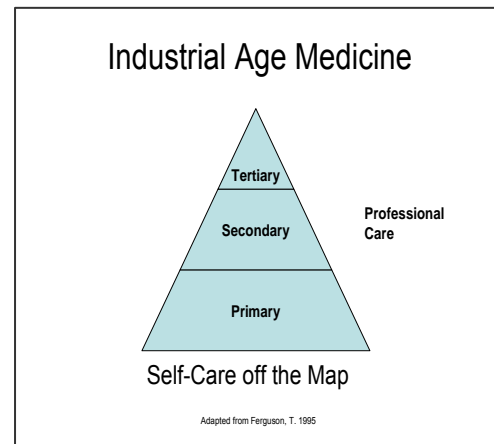 Industrial Age Medicine
Tertiary
Secondary
Professional
Care
Primary
Self-Care off the Map
Adapted from Ferguson, T. 1995